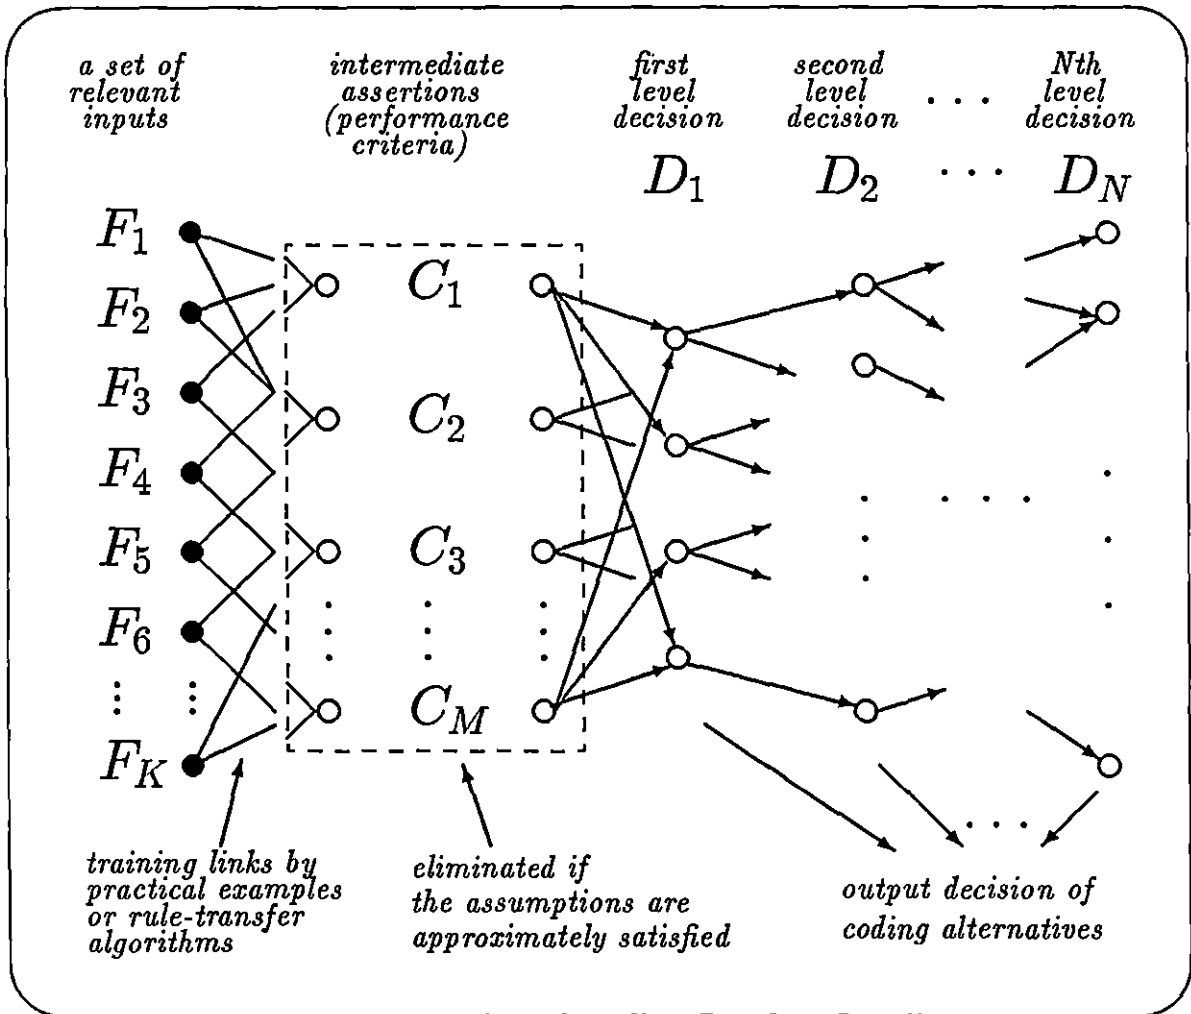 a set of
relevant
inputs
intermediate
assertions
(performance
criteria)
first
level
decision
second
level
decision
. . .
Nth
level
decision
D1
D2
. . .
DN
F1
F2
F3
F4
F5
F6
FK
C1
C2
C3
CM
training links by
practical examples
or rule-transfer
algorithms
eliminated if
the assumptions are
approximately satisfied
output decision of
coding alternatives